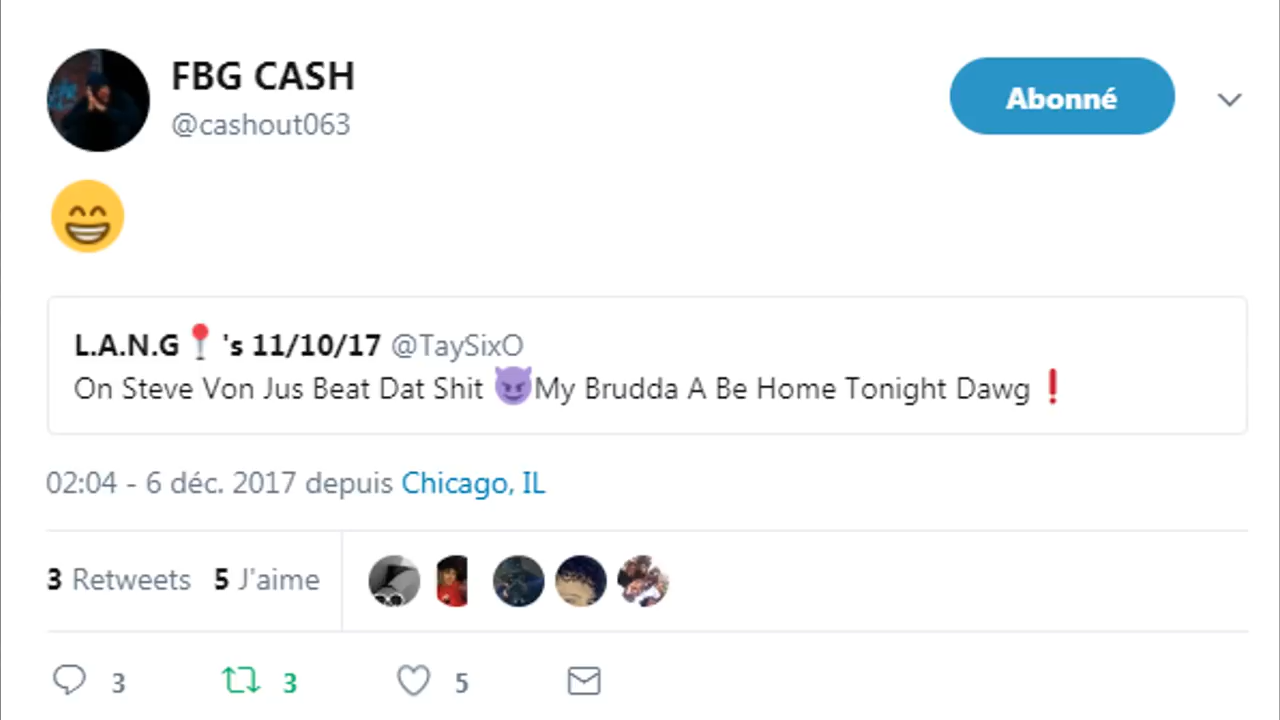 FBG CASH
@cashout063
Abonné
😁
L.A.N.G📍's 11/10/17 @TaySixO
On Steve Von Jus Beat Dat Shit 😈My Brudda A Be Home Tonight Dawg❗
02:04 - 6 déc. 2017 depuis Chicago, IL
3 Retweets 5 J'aime
3 3 5